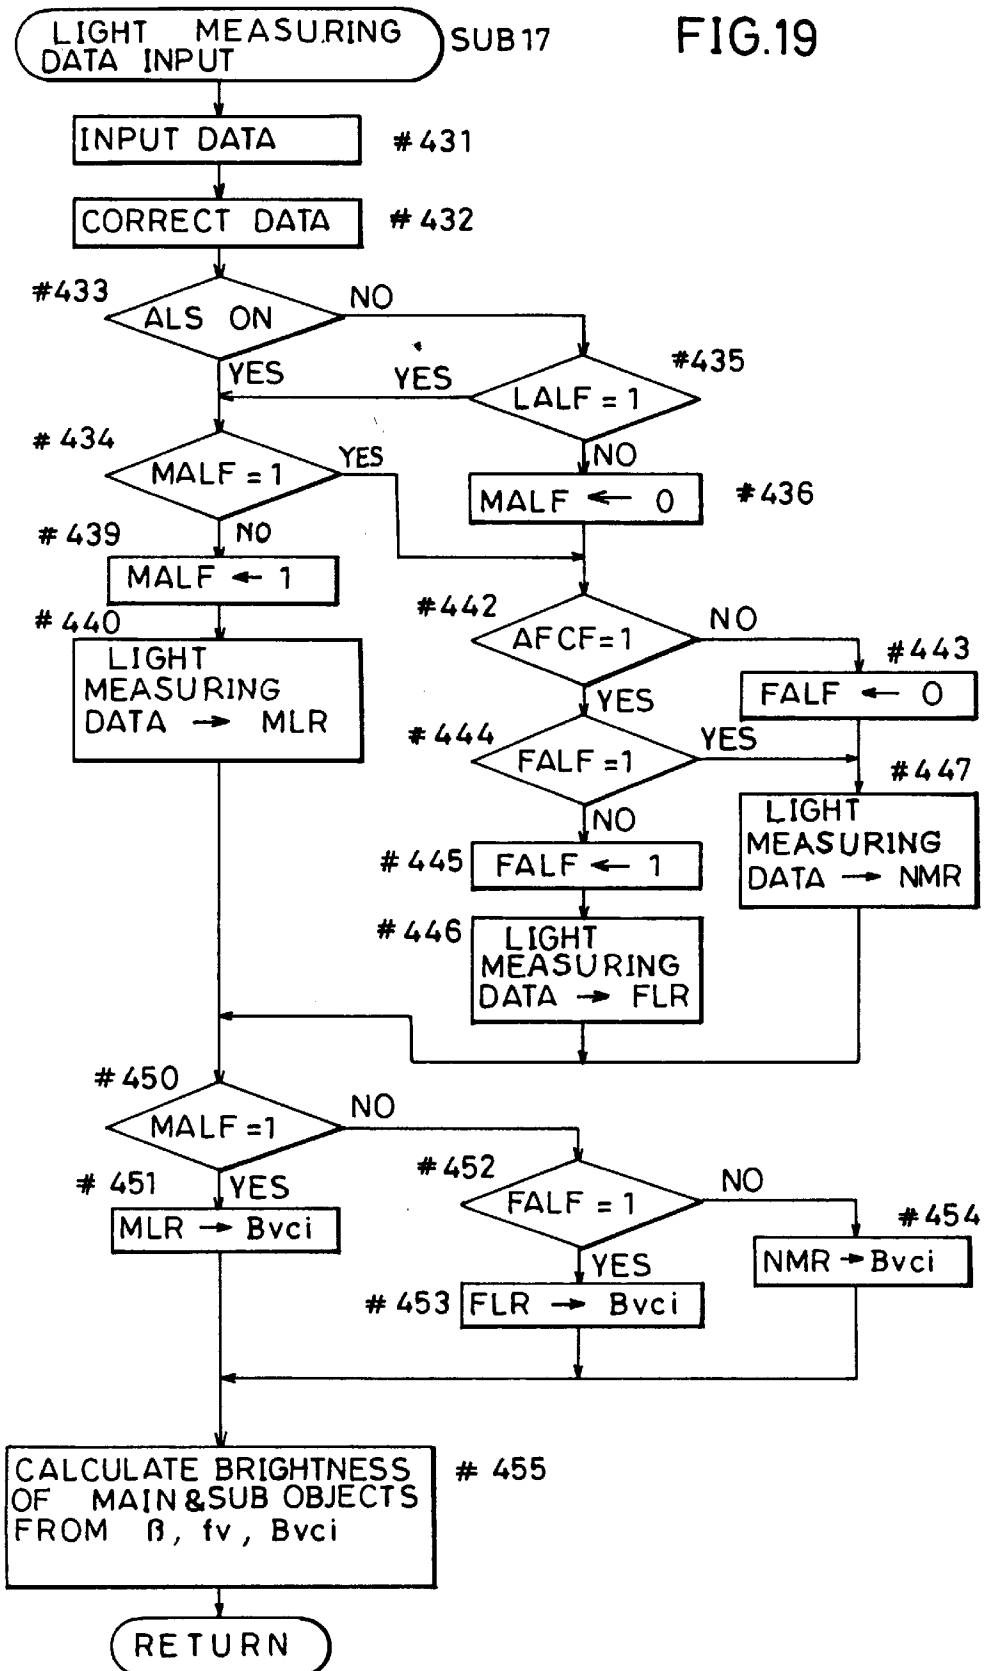 LIGHT MEASURING
DATA INPUT
SUB17
FIG.19
INPUT DATA
#431
CORRECT DATA
#432
#433
ALS ON
NO
YES
YES
#435
LALF = 1
#434
MALF = 1
YES
NO
MALF ← 0
#436
#439
NO
MALF ← 1
#440
LIGHT
MEASURING
DATA → MLR
#442
AFCF=1
NO
#443
FALF ← 0
YES
#444
FALF =1
YES
#447
LIGHT
MEASURING
DATA → NMR
NO
#445
FALF ← 1
#446
LIGHT
MEASURING
DATA → FLR
#450
MALF =1
NO
#451
YES
MLR → Bvci
#452
FALF = 1
NO
#454
NMR → Bvci
YES
#453
FLR → Bvci
CALCULATE BRIGHTNESS
OF MAIN & SUB OBJECTS
FROM β, fv, Bvci
# 455
RETURN